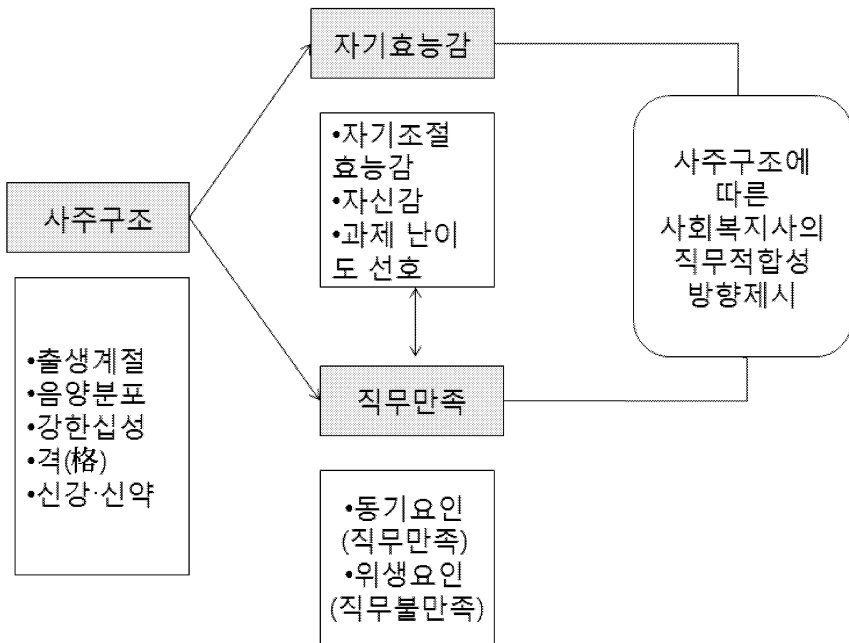 자기효능감
•자기조절
효능감
•자신감
•과제 난이
도 선호
사주구조
•출생계절
•음양분포
•강한십성
•격(格)
•신강·신약
직무만족
•동기요인
(직무만족)
•위생요인
(직무불만족)
사주구조에
따른
사회복지사의
직무적합성
방향제시